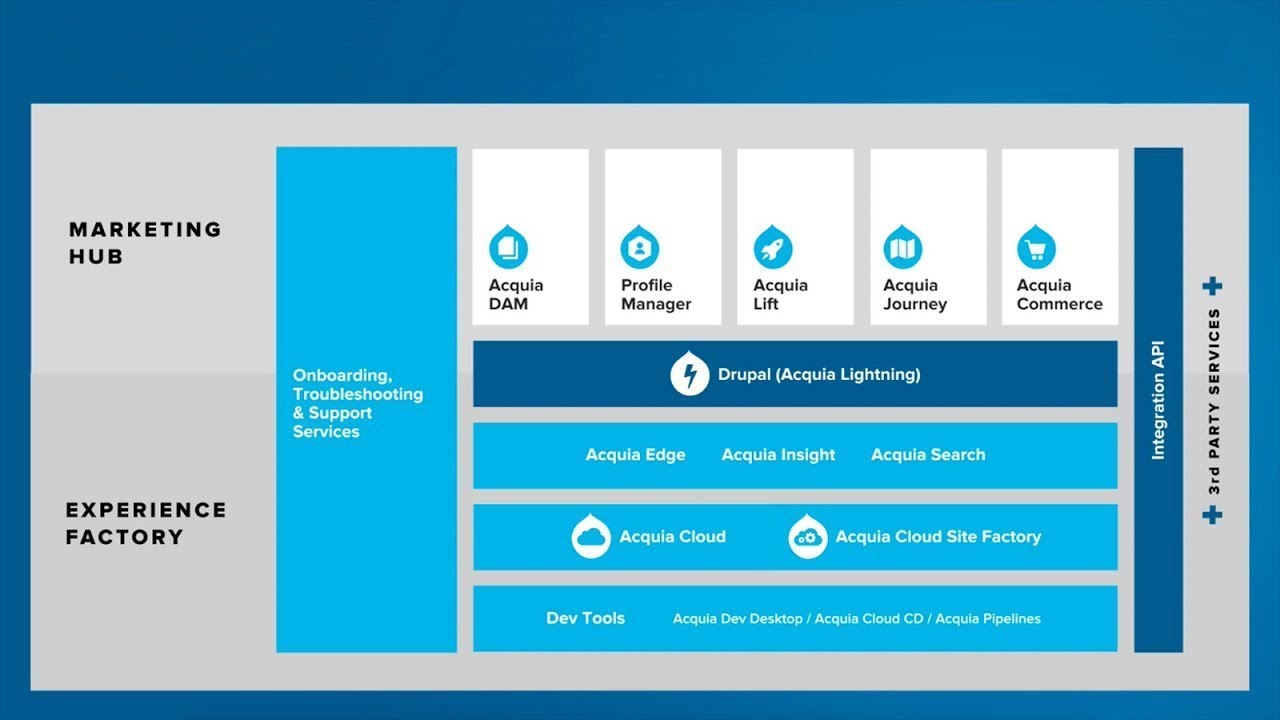 MARKETING
HUB
EXPERIENCE
FACTORY
Onboarding,
Troubleshooting
& Support
Services
Acquia
DAM
Profile
Manager
Acquia
Lift
Acquia
Journey
Acquia
Commerce
Drupal (Acquia Lightning)
Acquia Edge Acquia Insight Acquia Search
Acquia Cloud Acquia Cloud Site Factory
Dev Tools Acquia Dev Desktop / Acquia Cloud CD / Acquia Pipelines
Integration API
+ 3rd PARTY SERVICES +